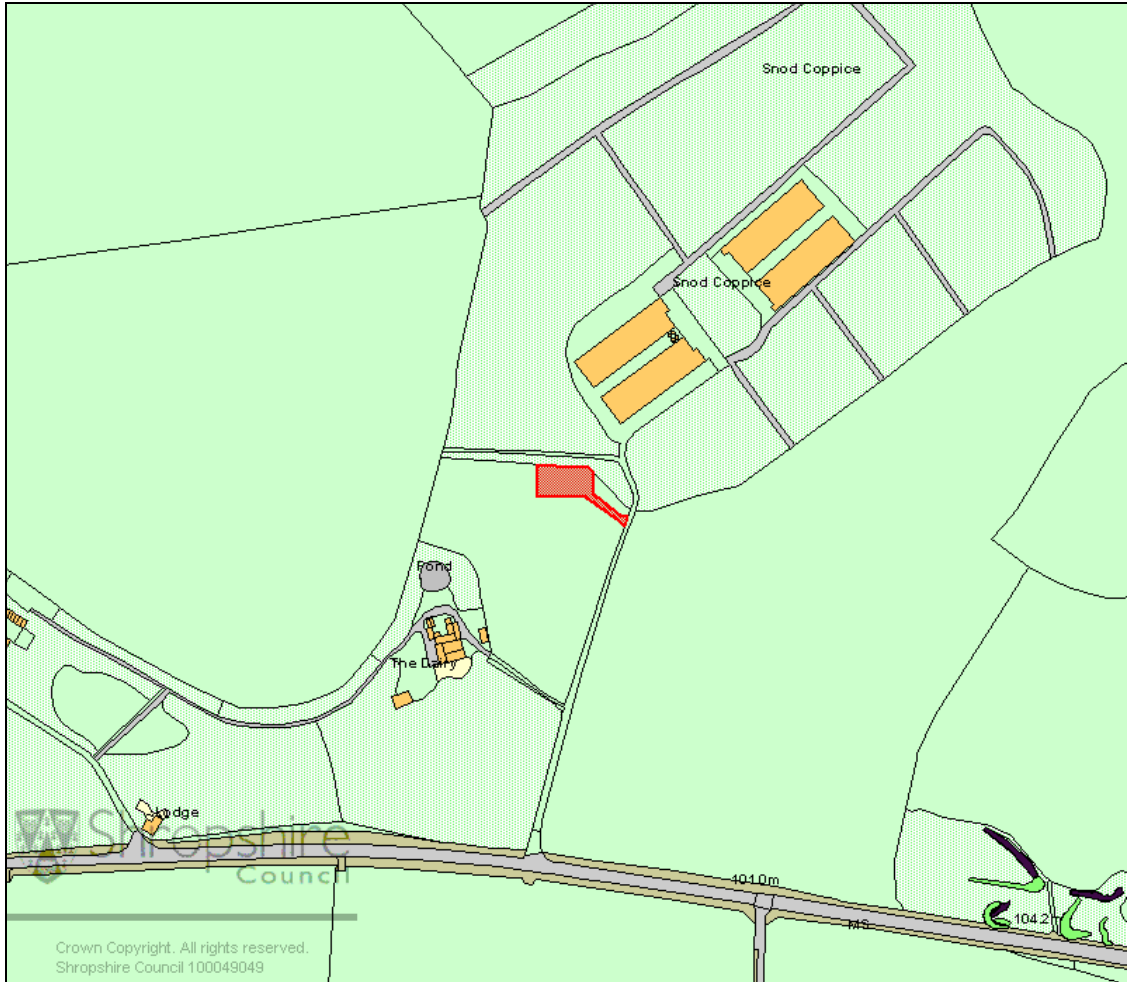 Snod Coppice
Snod Coppice
Pond
The Dairy
Lodge
Shropshire
Council
101.0m
MS
104.2m
Crown Copyright. All rights reserved.
Shropshire Council 100049049